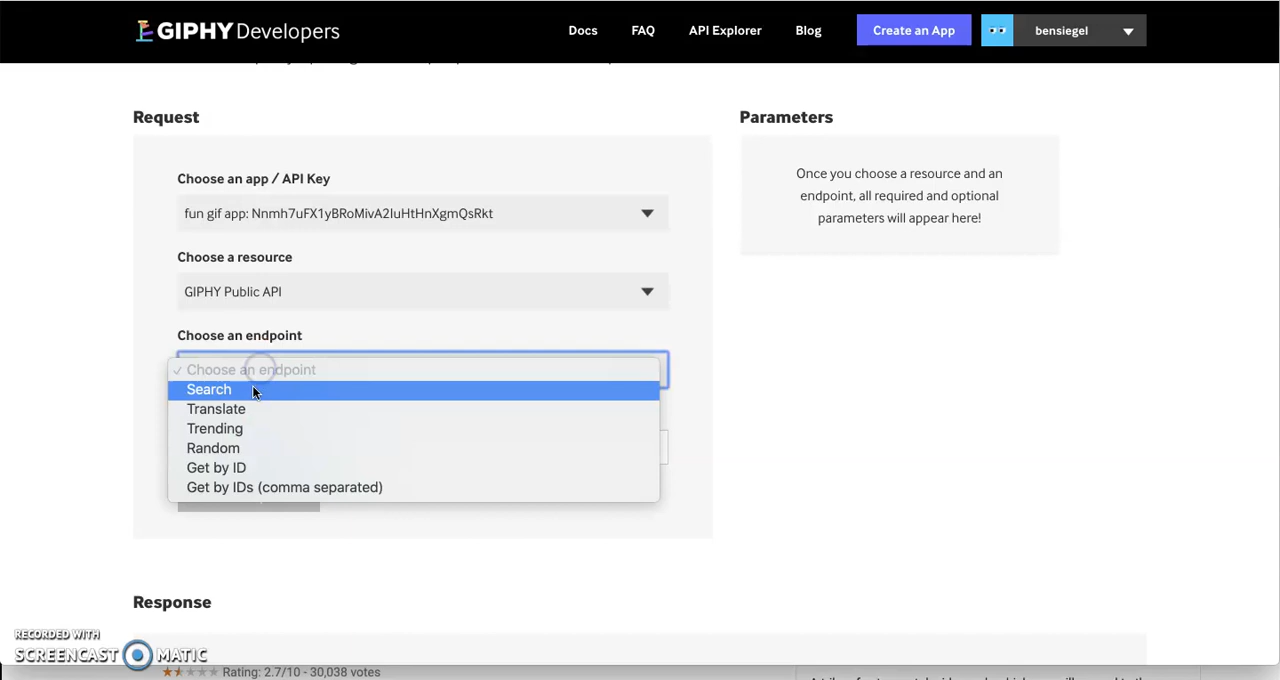 GIPHY Developers
Docs
FAQ
API Explorer
Blog
Create an App
bensiegel
Request
Choose an app / API Key
fun gif app: Nnmh7uFX1yBRoMivA2IuHtHnXgmQsRkt
Choose a resource
GIPHY Public API
Choose an endpoint
✓ Choose an endpoint
Search
Translate
Trending
Random
Get by ID
Get by IDs (comma separated)
Parameters
Once you choose a resource and an
endpoint, all required and optional
parameters will appear here!
Response
RECORDED WITH
SCREENCAST MATIC
Rating: 2.7/10 - 30,038 votes